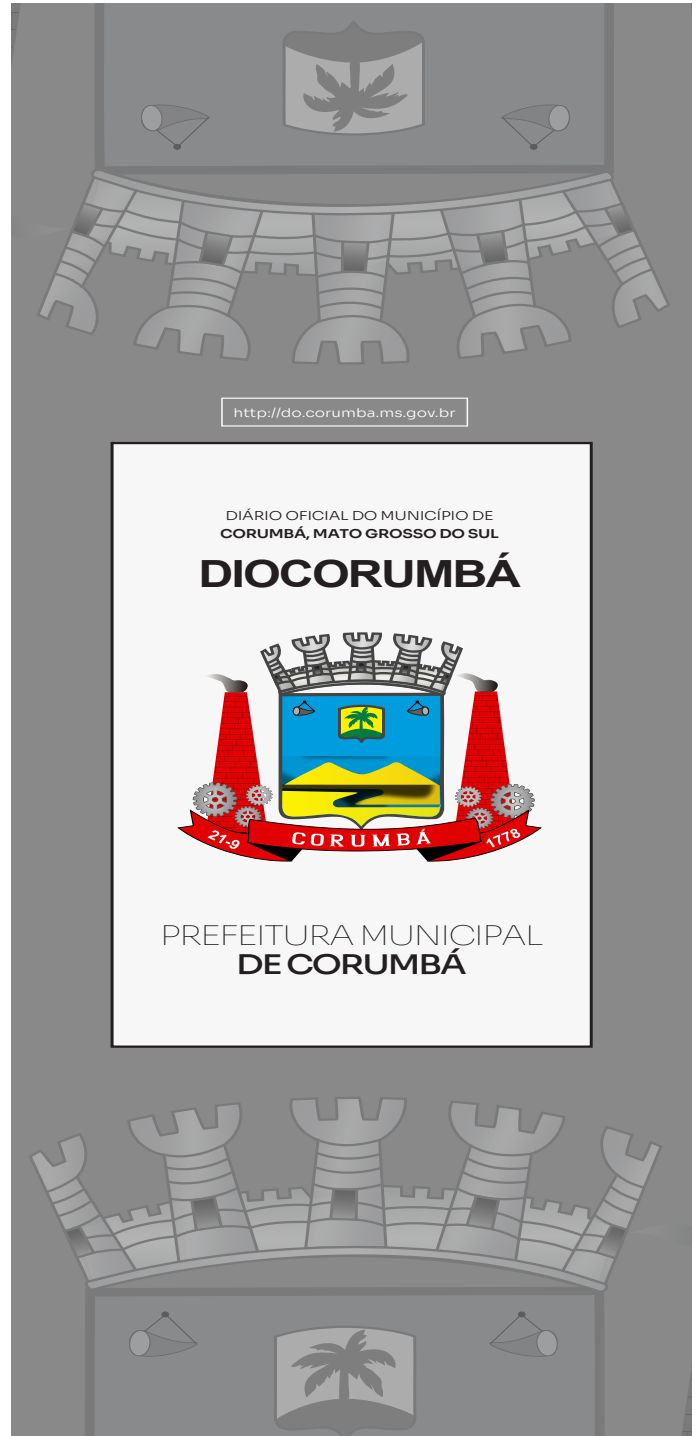 http://do.corumba.ms.gov.br
DIÁRIO OFICIAL DO MUNICÍPIO DE
CORUMBÁ, MATO GROSSO DO SUL
DIOCORUMBÁ
21-9
CORUMBÁ
1778
PREFEITURA MUNICIPAL
DE CORUMBÁ